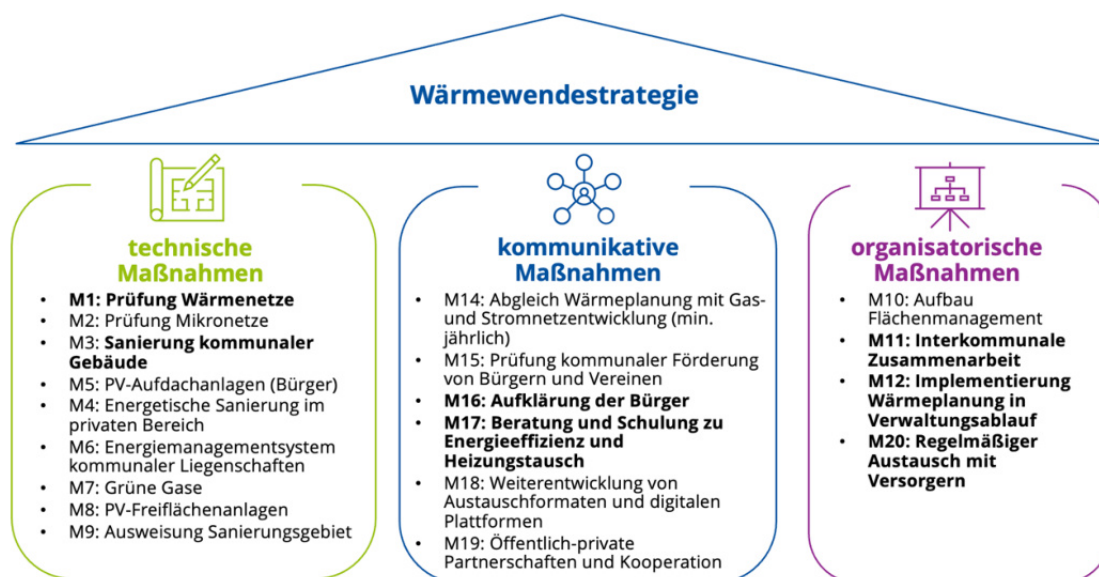 Wärmewendestrategie
technische
Maßnahmen
• M1: Prüfung Wärmenetze
• M2: Prüfung Mikronetze
• M3: Sanierung kommunaler
Gebäude
• M5: PV-Aufdachanlagen (Bürger)
• M4: Energetische Sanierung im
privaten Bereich
• M6: Energiemanagementsystem
kommunaler Liegenschaften
• M7: Grüne Gase
• M8: PV-Freiflächenanlagen
• M9: Ausweisung Sanierungsgebiet
kommunikative
Maßnahmen
• M14: Abgleich Wärmeplanung mit Gas-
und Stromnetzentwicklung (min.
jährlich)
• M15: Prüfung kommunaler Förderung
von Bürgern und Vereinen
• M16: Aufklärung der Bürger
• M17: Beratung und Schulung zu
Energieeffizienz und
Heizungstausch
• M18: Weiterentwicklung von
Austauschformaten und digitalen
Plattformen
• M19: Öffentlich-private
Partnerschaften und Kooperation
organisatorische
Maßnahmen
• M10: Aufbau
Flächenmanagement
• M11: Interkommunale
Zusammenarbeit
• M12: Implementierung
Wärmeplanung in
Verwaltungsablauf
• M20: Regelmäßiger
Austausch mit
Versorgern